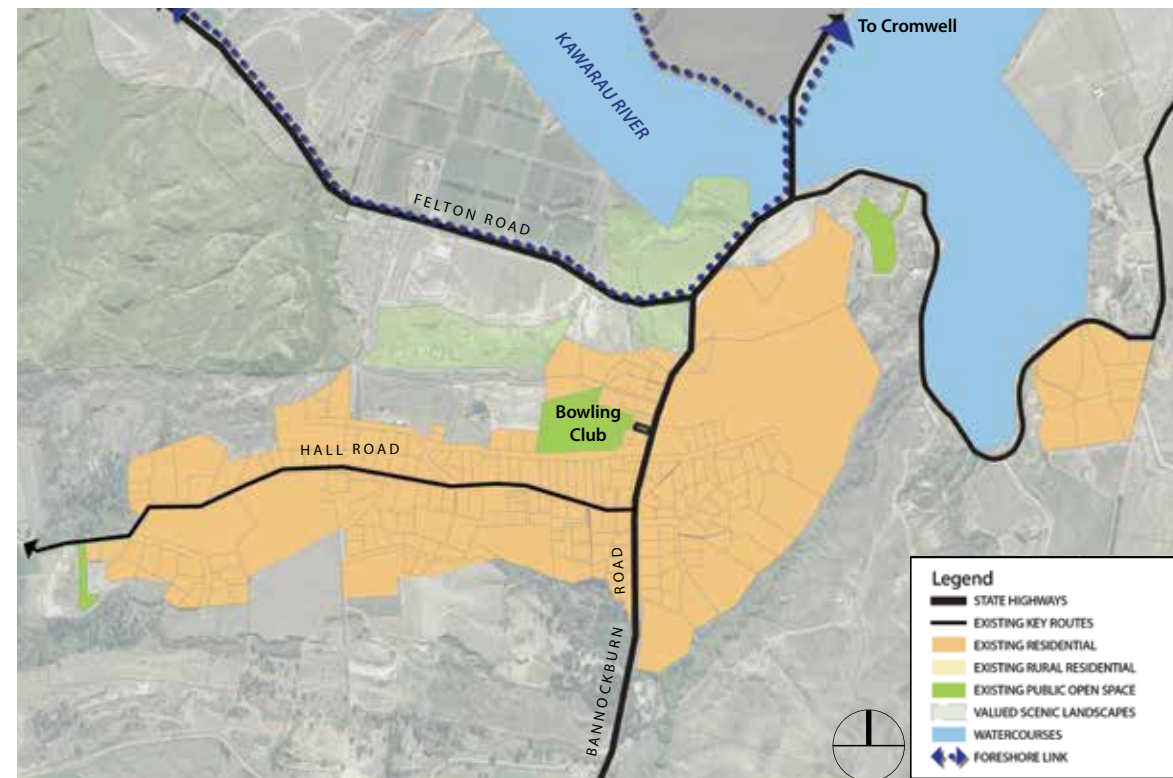 To Cromwell
KAWARAU RIVER
FELTON ROAD
Bowling
Club
HALL ROAD
BANNOCKBURN ROAD
Legend
STATE HIGHWAYS
EXISTING KEY ROUTES
EXISTING RESIDENTIAL
EXISTING RURAL RESIDENTIAL
EXISTING PUBLIC OPEN SPACE
VALUED SCENIC LANDSCAPES
WATERCOURSES
FORESHORE LINK